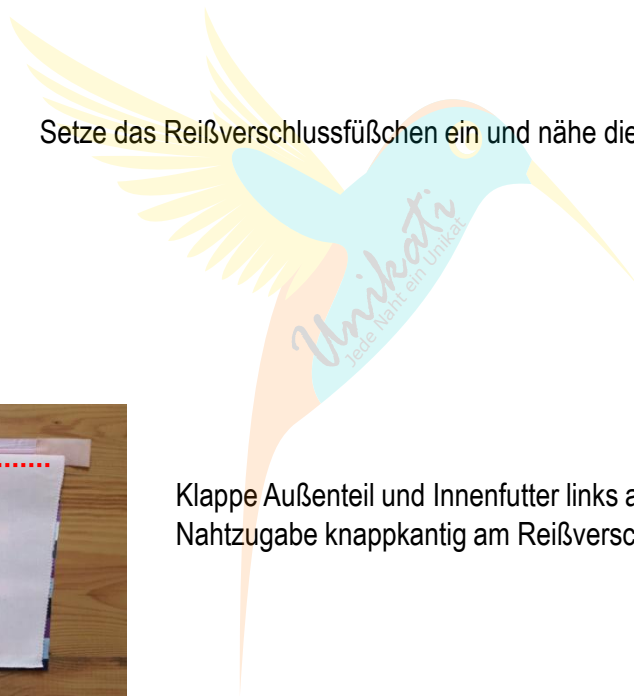 Setze das Reißverschlussfüßchen ein und nähe die
Unikati
Jede Naht ein Unikat
Klappe Außenteil und Innenfutter links a
Nahtzugabe knappkantig am Reißversc